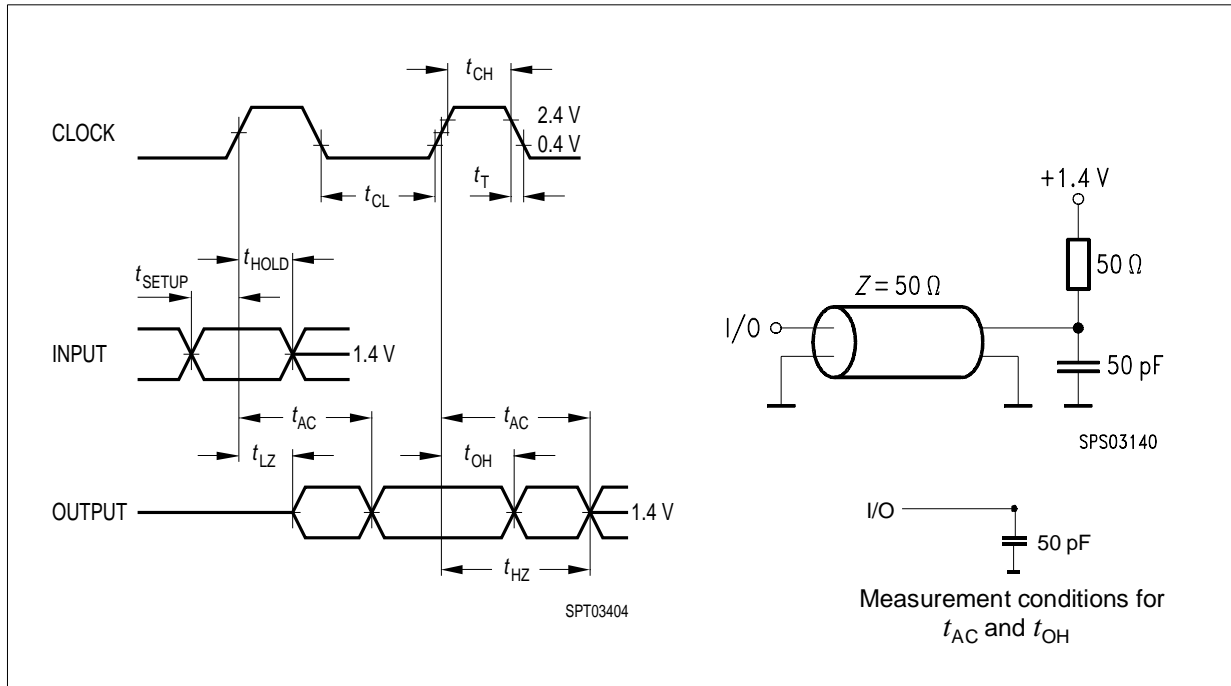 CLOCK
tCH
2.4 V
0.4 V
tT
tCL
tHOLD
tSETUP
INPUT
1.4 V
tAC
tAC
tLZ
tOH
OUTPUT
1.4 V
tHZ
SPT03404
+1.4 V
50 Ω
Z = 50 Ω
I/O
50 pF
SPS03140
I/O
50 pF
Measurement conditions for
tAC and tOH